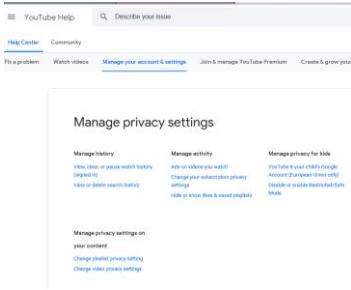 YouTube Help
Describe your issue
Help Center Community
Fix a problem Watch videos Manage your account & settings Join & manage YouTube Premium Create & grow your
Manage privacy settings
Manage history
View, clear, or pause watch history
(signed in)
View or delete search history
Manage activity
Ads on videos you watch
Change your subscription privacy
settings
Hide or show likes & saved playlists
Manage privacy for kids
YouTube & your child's Google
Account (European Union only)
Disable or enable Restricted
Mode
Manage privacy settings on
your content
Change playlist privacy setting
Change video privacy settings